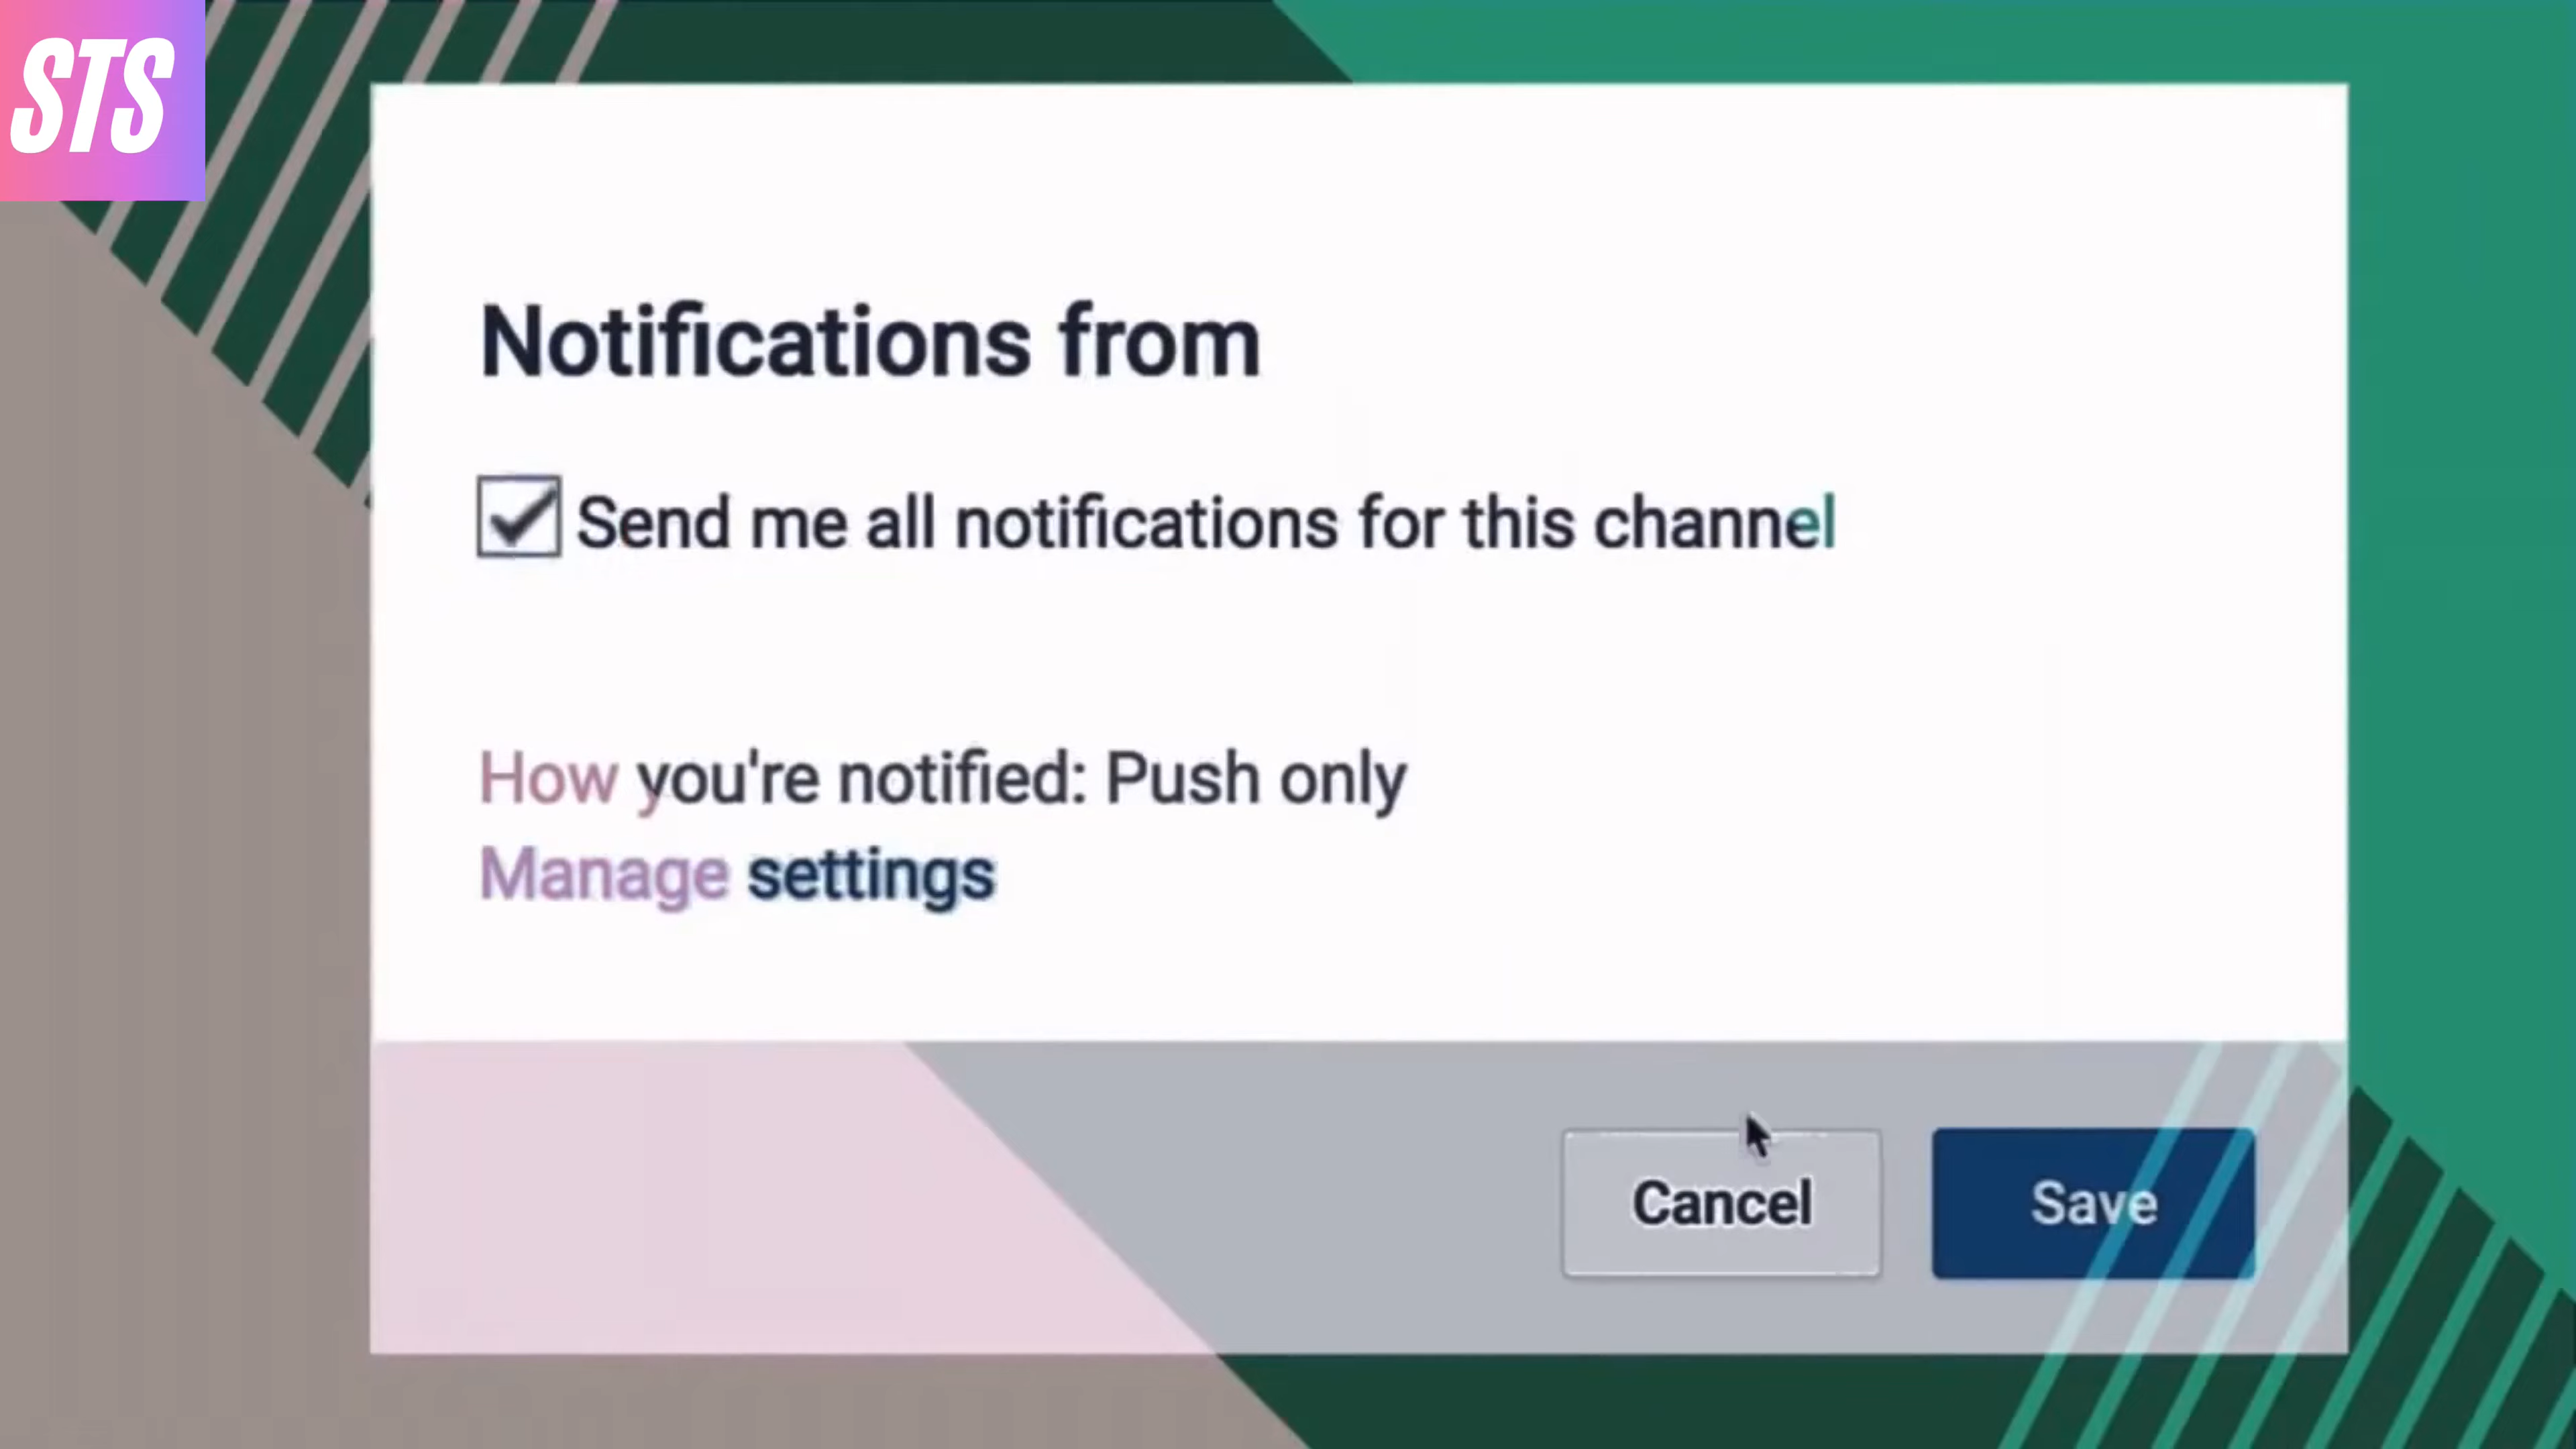 STS
Notifications from
Send me all notifications for this channel
How you're notified: Push only
Manage settings
Cancel
Save